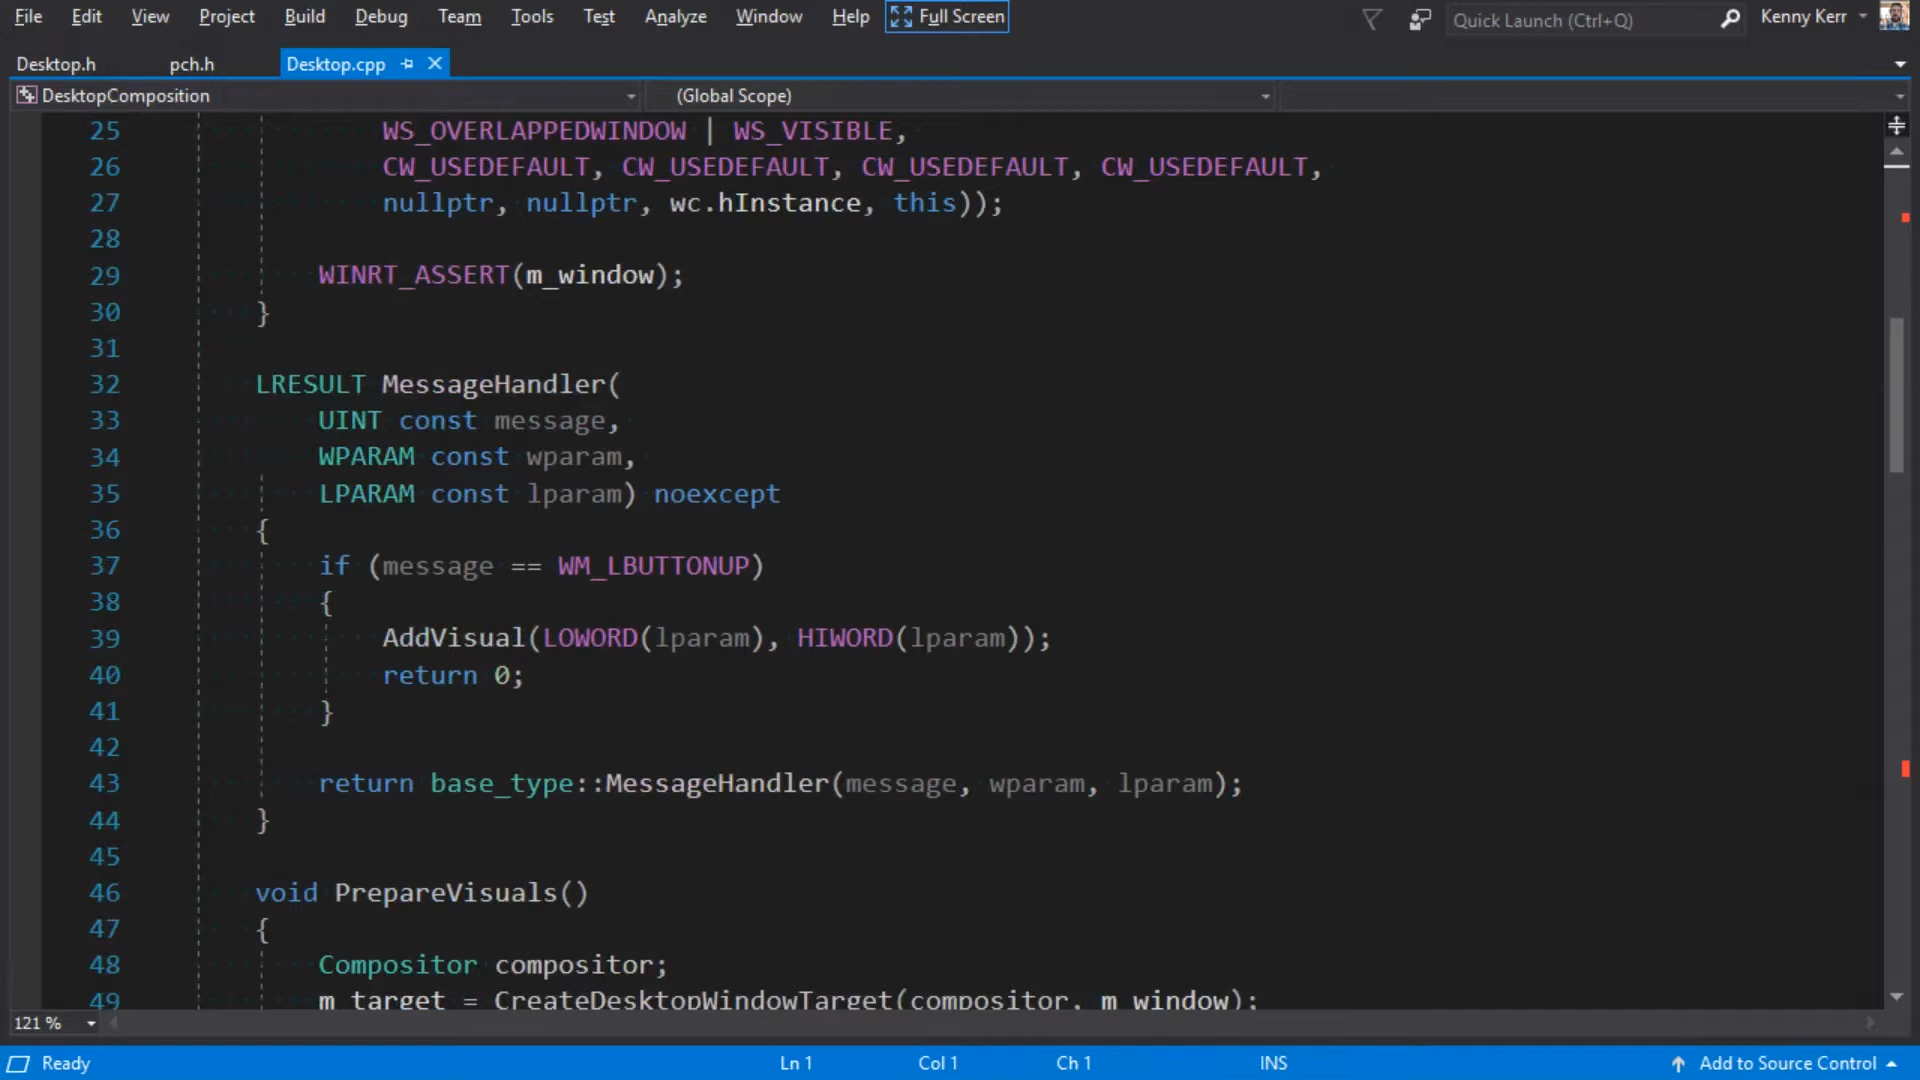 File Edit View Project Build Debug Team Tools Test Analyze Window Help Full Screen Quick Launch (Ctrl+Q) Kenny Kerr
Desktop.h pch.h Desktop.cpp
DesktopComposition (Global Scope)
25 WS_OVERLAPPEDWINDOW | WS_VISIBLE,
26 CW_USEDEFAULT, CW_USEDEFAULT, CW_USEDEFAULT, CW_USEDEFAULT,
27 nullptr, nullptr, wc.hInstance, this));
28
29 WINRT_ASSERT(m_window);
30 }
31
32 LRESULT MessageHandler(
33 UINT const message,
34 WPARAM const wparam,
35 LPARAM const lparam) noexcept
36 {
37 if (message == WM_LBUTTONUP)
38 {
39 AddVisual(LOWORD(lparam), HIWORD(lparam));
40 return 0;
41 }
42
43 return base_type::MessageHandler(message, wparam, lparam);
44 }
45
46 void PrepareVisuals()
47 {
48 Compositor compositor;
49 m_target = CreateDesktopWindowTarget(compositor, m_window);
121 %
Ready Ln 1 Col 1 Ch 1 INS Add to Source Control